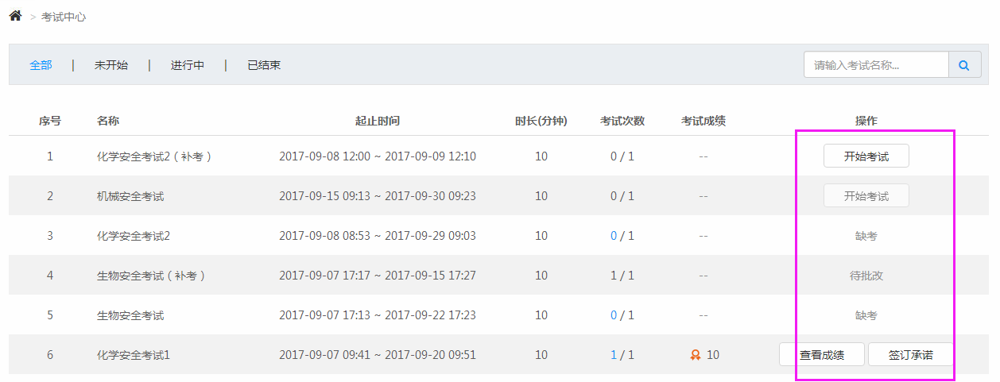 > 考试中心
全部 | 未开始 | 进行中 | 已结束 请输入考试名称...
序号 名称 起止时间 时长(分钟) 考试次数 考试成绩 操作
1 化学安全考试2（补考） 2017-09-08 12:00 ~ 2017-09-09 12:10 10 0 / 1 -- 开始考试
2 机械安全考试 2017-09-15 09:13 ~ 2017-09-30 09:23 10 0 / 1 -- 开始考试
3 化学安全考试2 2017-09-08 08:53 ~ 2017-09-29 09:03 10 0 / 1 -- 缺考
4 生物安全考试（补考） 2017-09-07 17:17 ~ 2017-09-15 17:27 10 1 / 1 -- 待批改
5 生物安全考试 2017-09-07 17:13 ~ 2017-09-22 17:23 10 0 / 1 -- 缺考
6 化学安全考试1 2017-09-07 09:41 ~ 2017-09-20 09:51 10 1 / 1 10 查看成绩 签订承诺